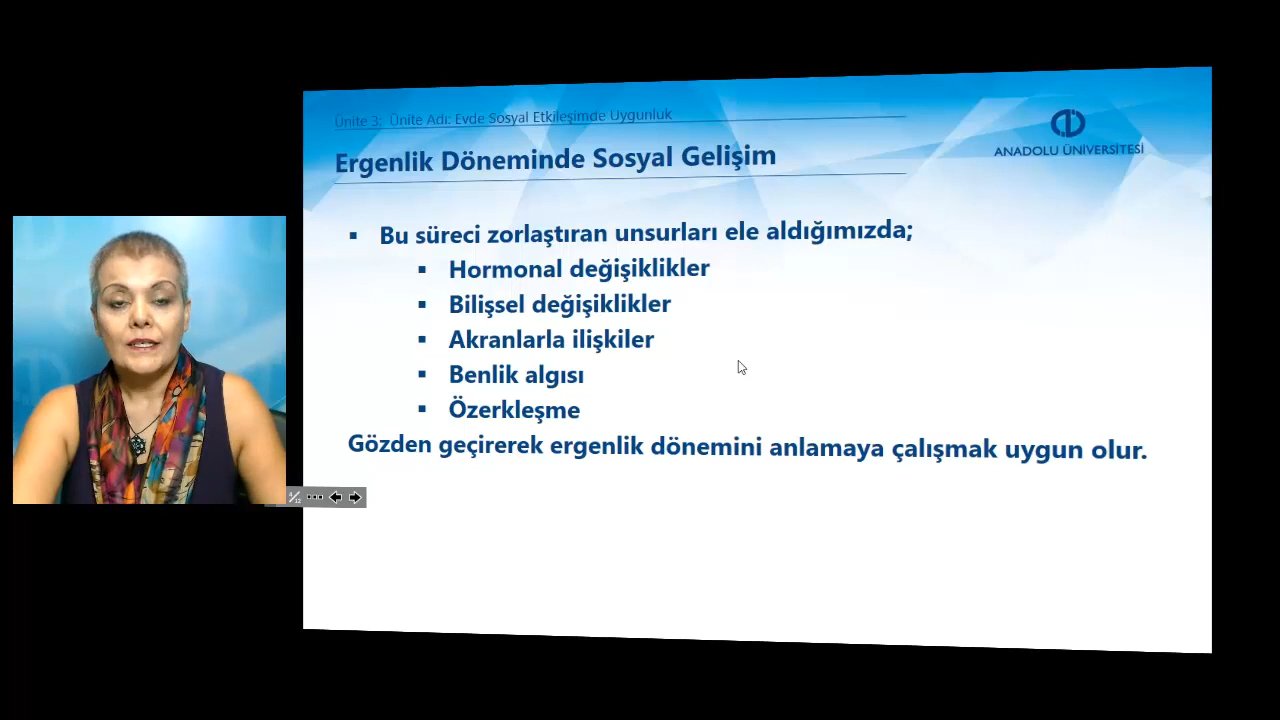 Ünite 3: Ünite Adı: Evde Sosyal Etkileşimde Uygunluk
ANADOLU ÜNİVERSİTESİ
Ergenlik Döneminde Sosyal Gelişim
▪ Bu süreci zorlaştıran unsurları ele aldığımızda;
▪ Hormonal değişiklikler
▪ Bilişsel değişiklikler
▪ Akranlarla ilişkiler
▪ Benlik algısı
▪ Özerkleşme
Gözden geçirerek ergenlik dönemini anlamaya çalışmak uygun olur.